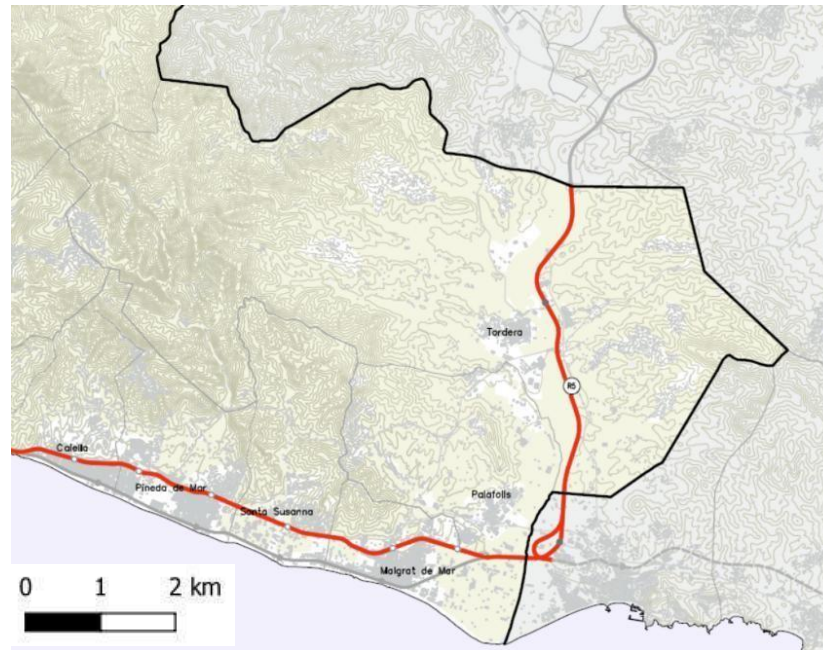 Tordera
R5
Calella
Pineda de Mar
Palafolls
Santa Susanna
Malgrat de Mar
0 1 2 km